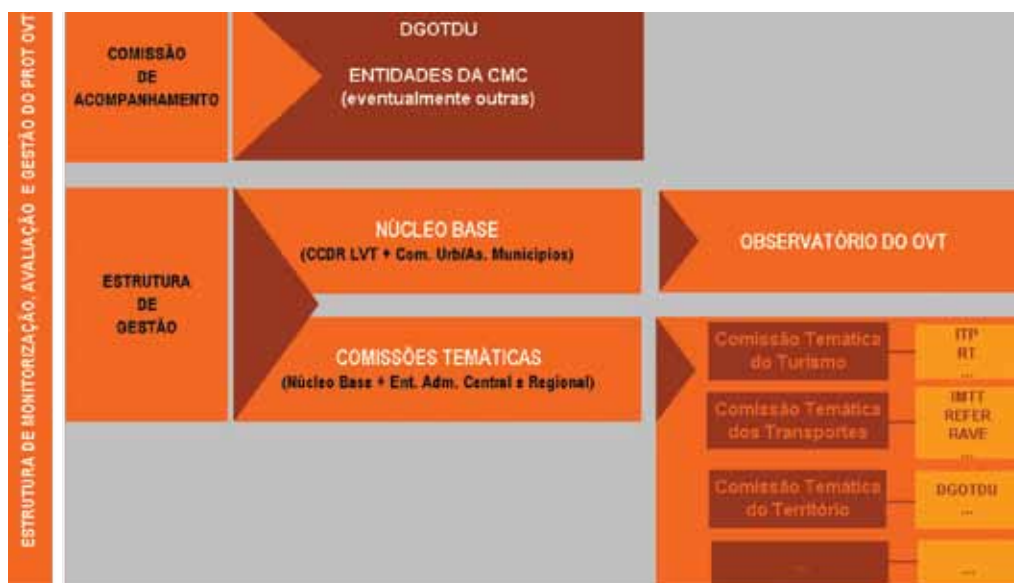 ESTRUTURA DE MONITORIZAÇÃO, AVALIAÇÃO E GESTÃO DO PROT OVT
COMISSÃO
DE
ACOMPANHAMENTO
DGOTDU
ENTIDADES DA CMC
(eventualmente outras)
ESTRUTURA
DE
GESTÃO
NÚCLEO BASE
(CCDR LVT + Com. Urb/As. Municípios)
OBSERVATÓRIO DO OVT
COMISSÕES TEMÀTICAS
(Núcleo Base + Ent. Adm. Central e Regional)
Comissão Temática
do Turismo
ITP
RT
...
Comissão Temática
dos Transportes
IMTT
REFER
RAVE
...
Comissão Temática
do Território
DGOTDU
...
...
...